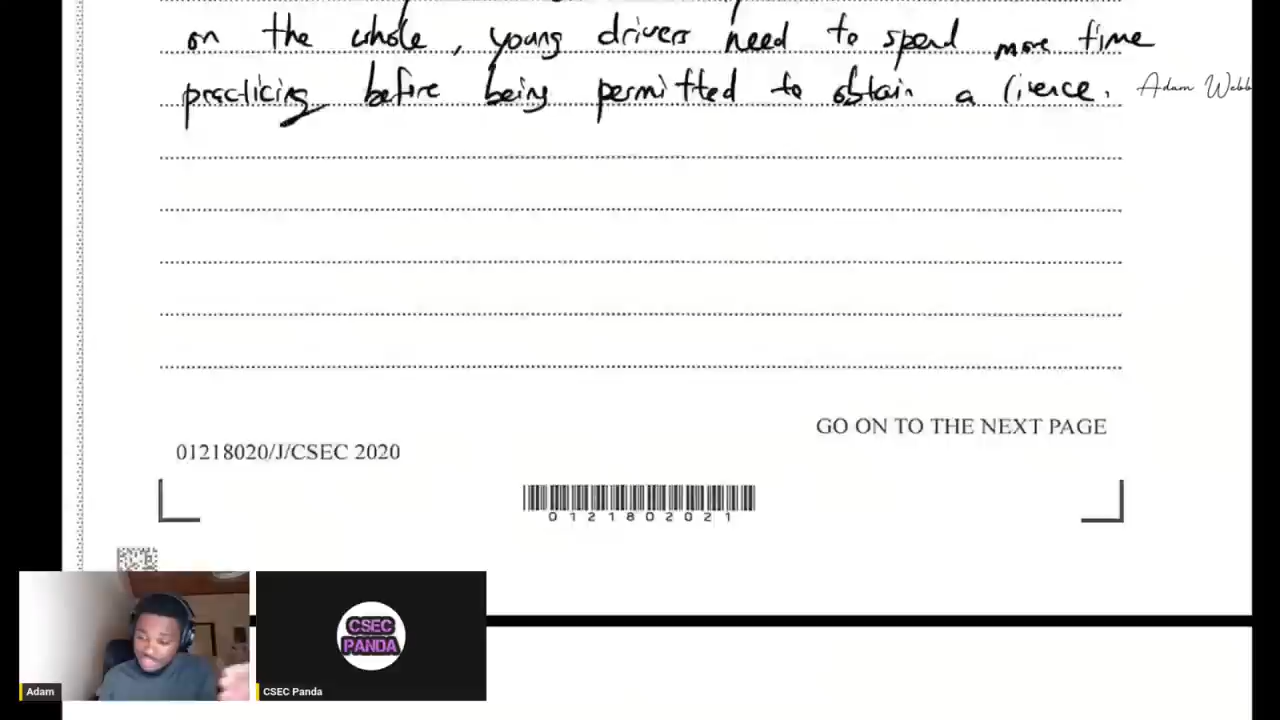 on the whole, young drivers need to spend more time
practicing before being permitted to obtain a licence. Adam Webb
GO ON TO THE NEXT PAGE
01218020/J/CSEC 2020
0121802021
CSEC
PANDA
Adam
CSEC Panda